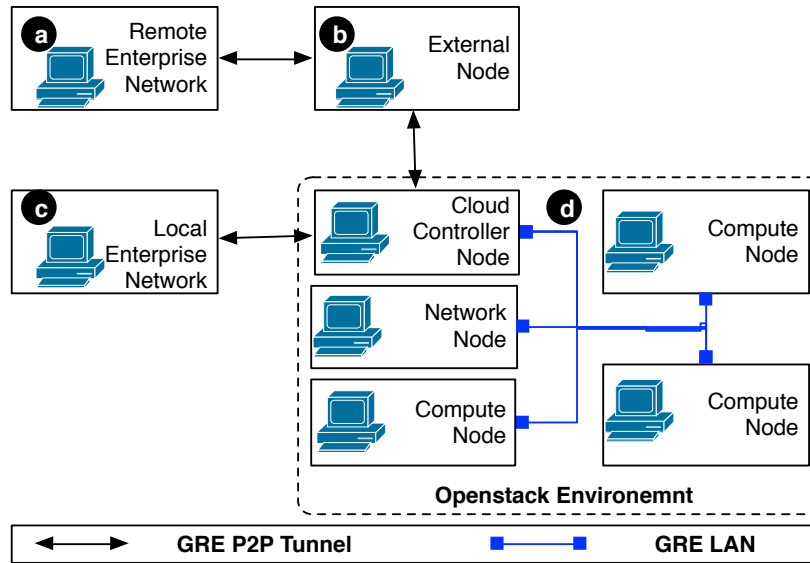 a
Remote
Enterprise
Network
b
External
Node
c
Local
Enterprise
Network
Cloud
Controller
Node
d
Compute
Node
Network
Node
Compute
Node
Compute
Node
Openstack Environemnt
GRE P2P Tunnel
GRE LAN